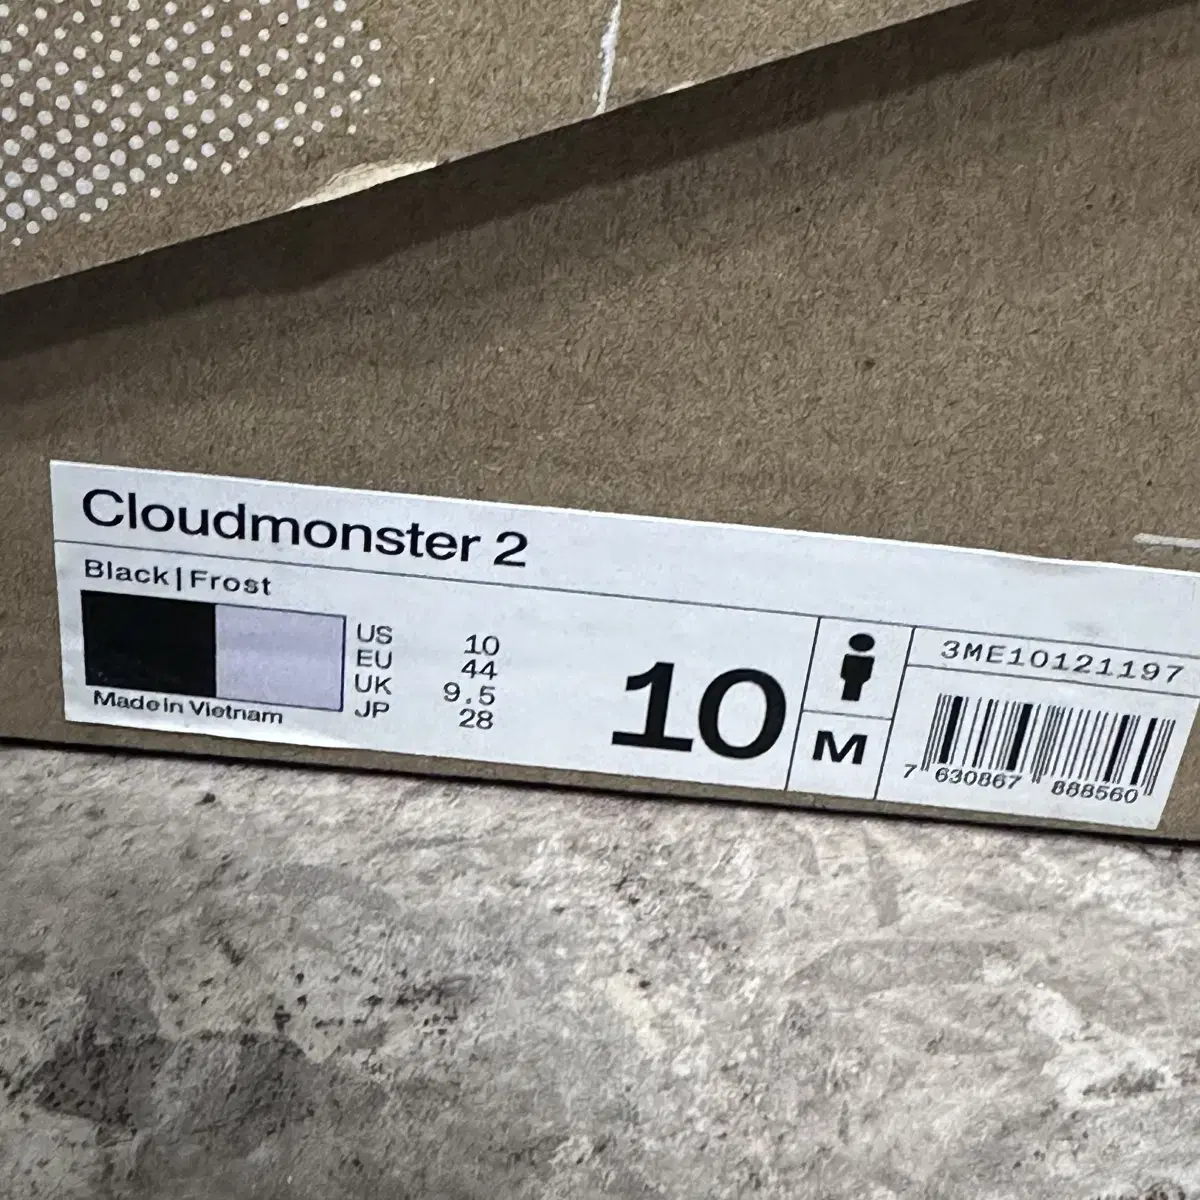 Cloudmonster 2
Black|Frost
US 10
EU 44
UK 9.5
JP 28
Made in Vietnam
10
M
3ME10121197
7 630867 888560